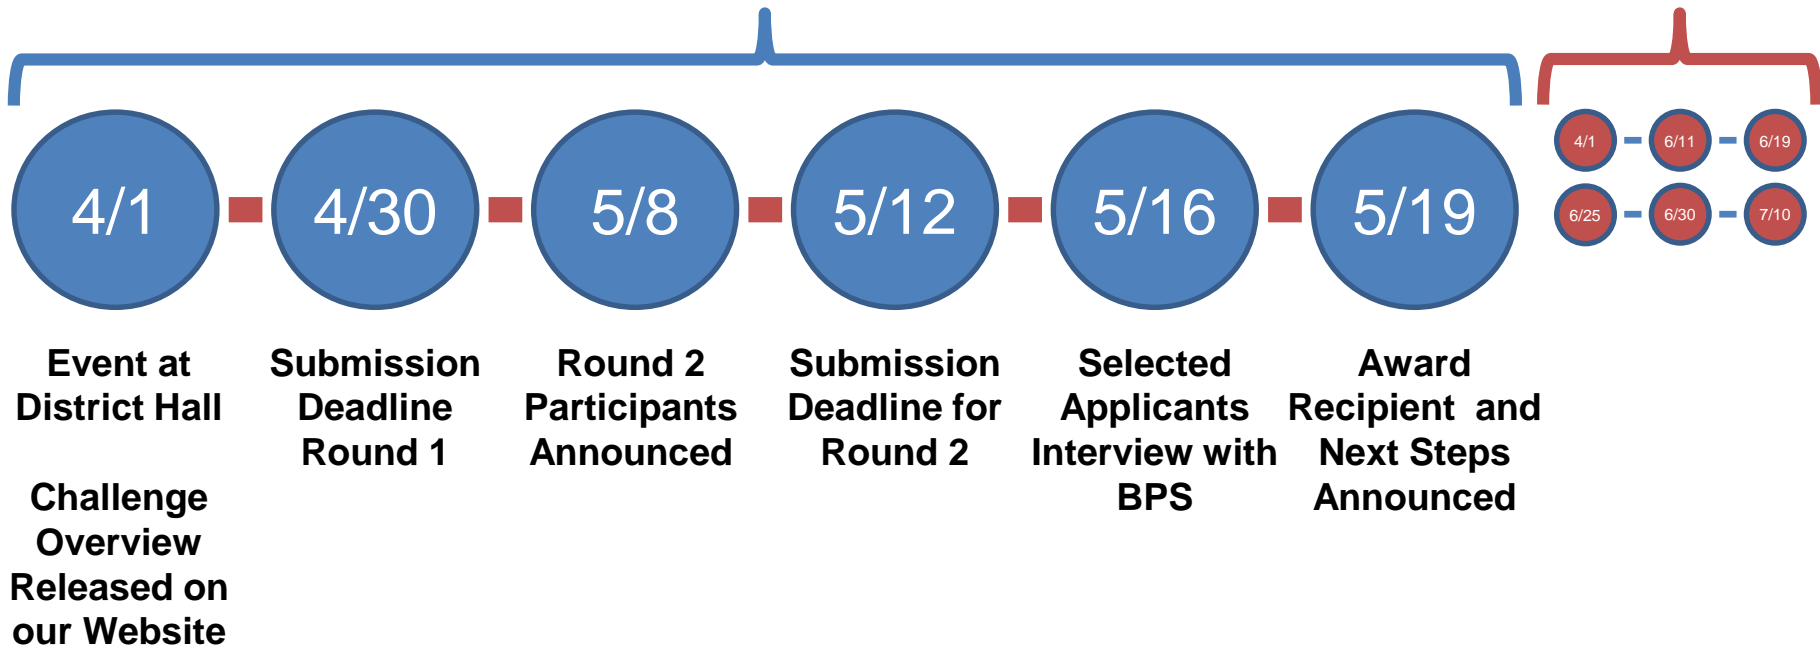 4/1
4/30
5/8
5/12
5/16
5/19
4/1
6/11
6/19
6/25
6/30
7/10
Event at
District Hall
Challenge
Overview
Released on
our Website
Submission
Deadline
Round 1
Round 2
Participants
Announced
Submission
Deadline for
Round 2
Selected
Applicants
Interview with
BPS
Award
Recipient and
Next Steps
Announced